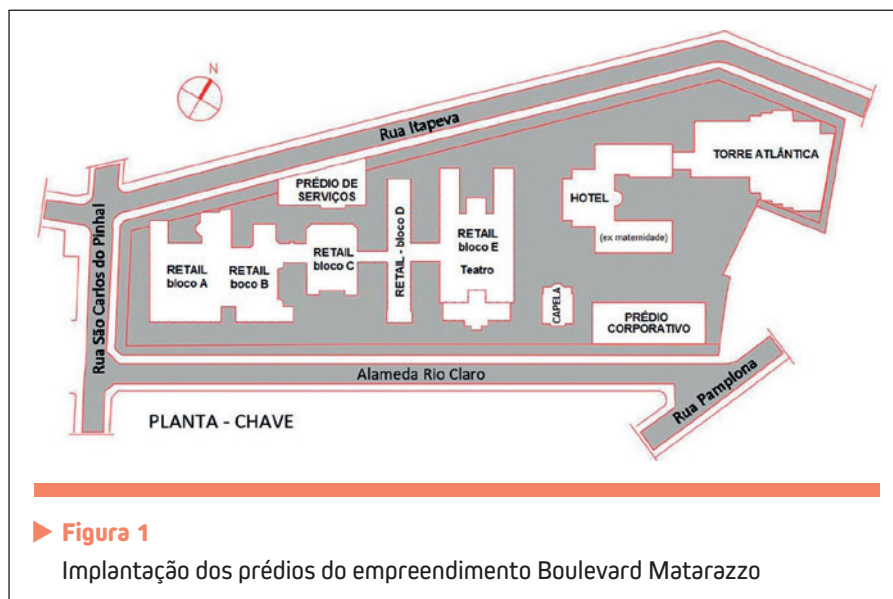 N
Rua Itapeva
TORRE ATLÂNTICA
PRÉDIO DE
SERVIÇOS
HOTEL
(ex maternidade)
Rua São Carlos do Pinhal
RETAIL
bloco A
RETAIL
boco B
RETAIL
bloco C
RETAIL - bloco D
RETAIL
bloco E
Teatro
CAPELA
PRÉDIO
CORPORATIVO
Alameda Rio Claro
Rua Pamplona
PLANTA - CHAVE
Figura 1
Implantação dos prédios do empreendimento Boulevard Matarazzo